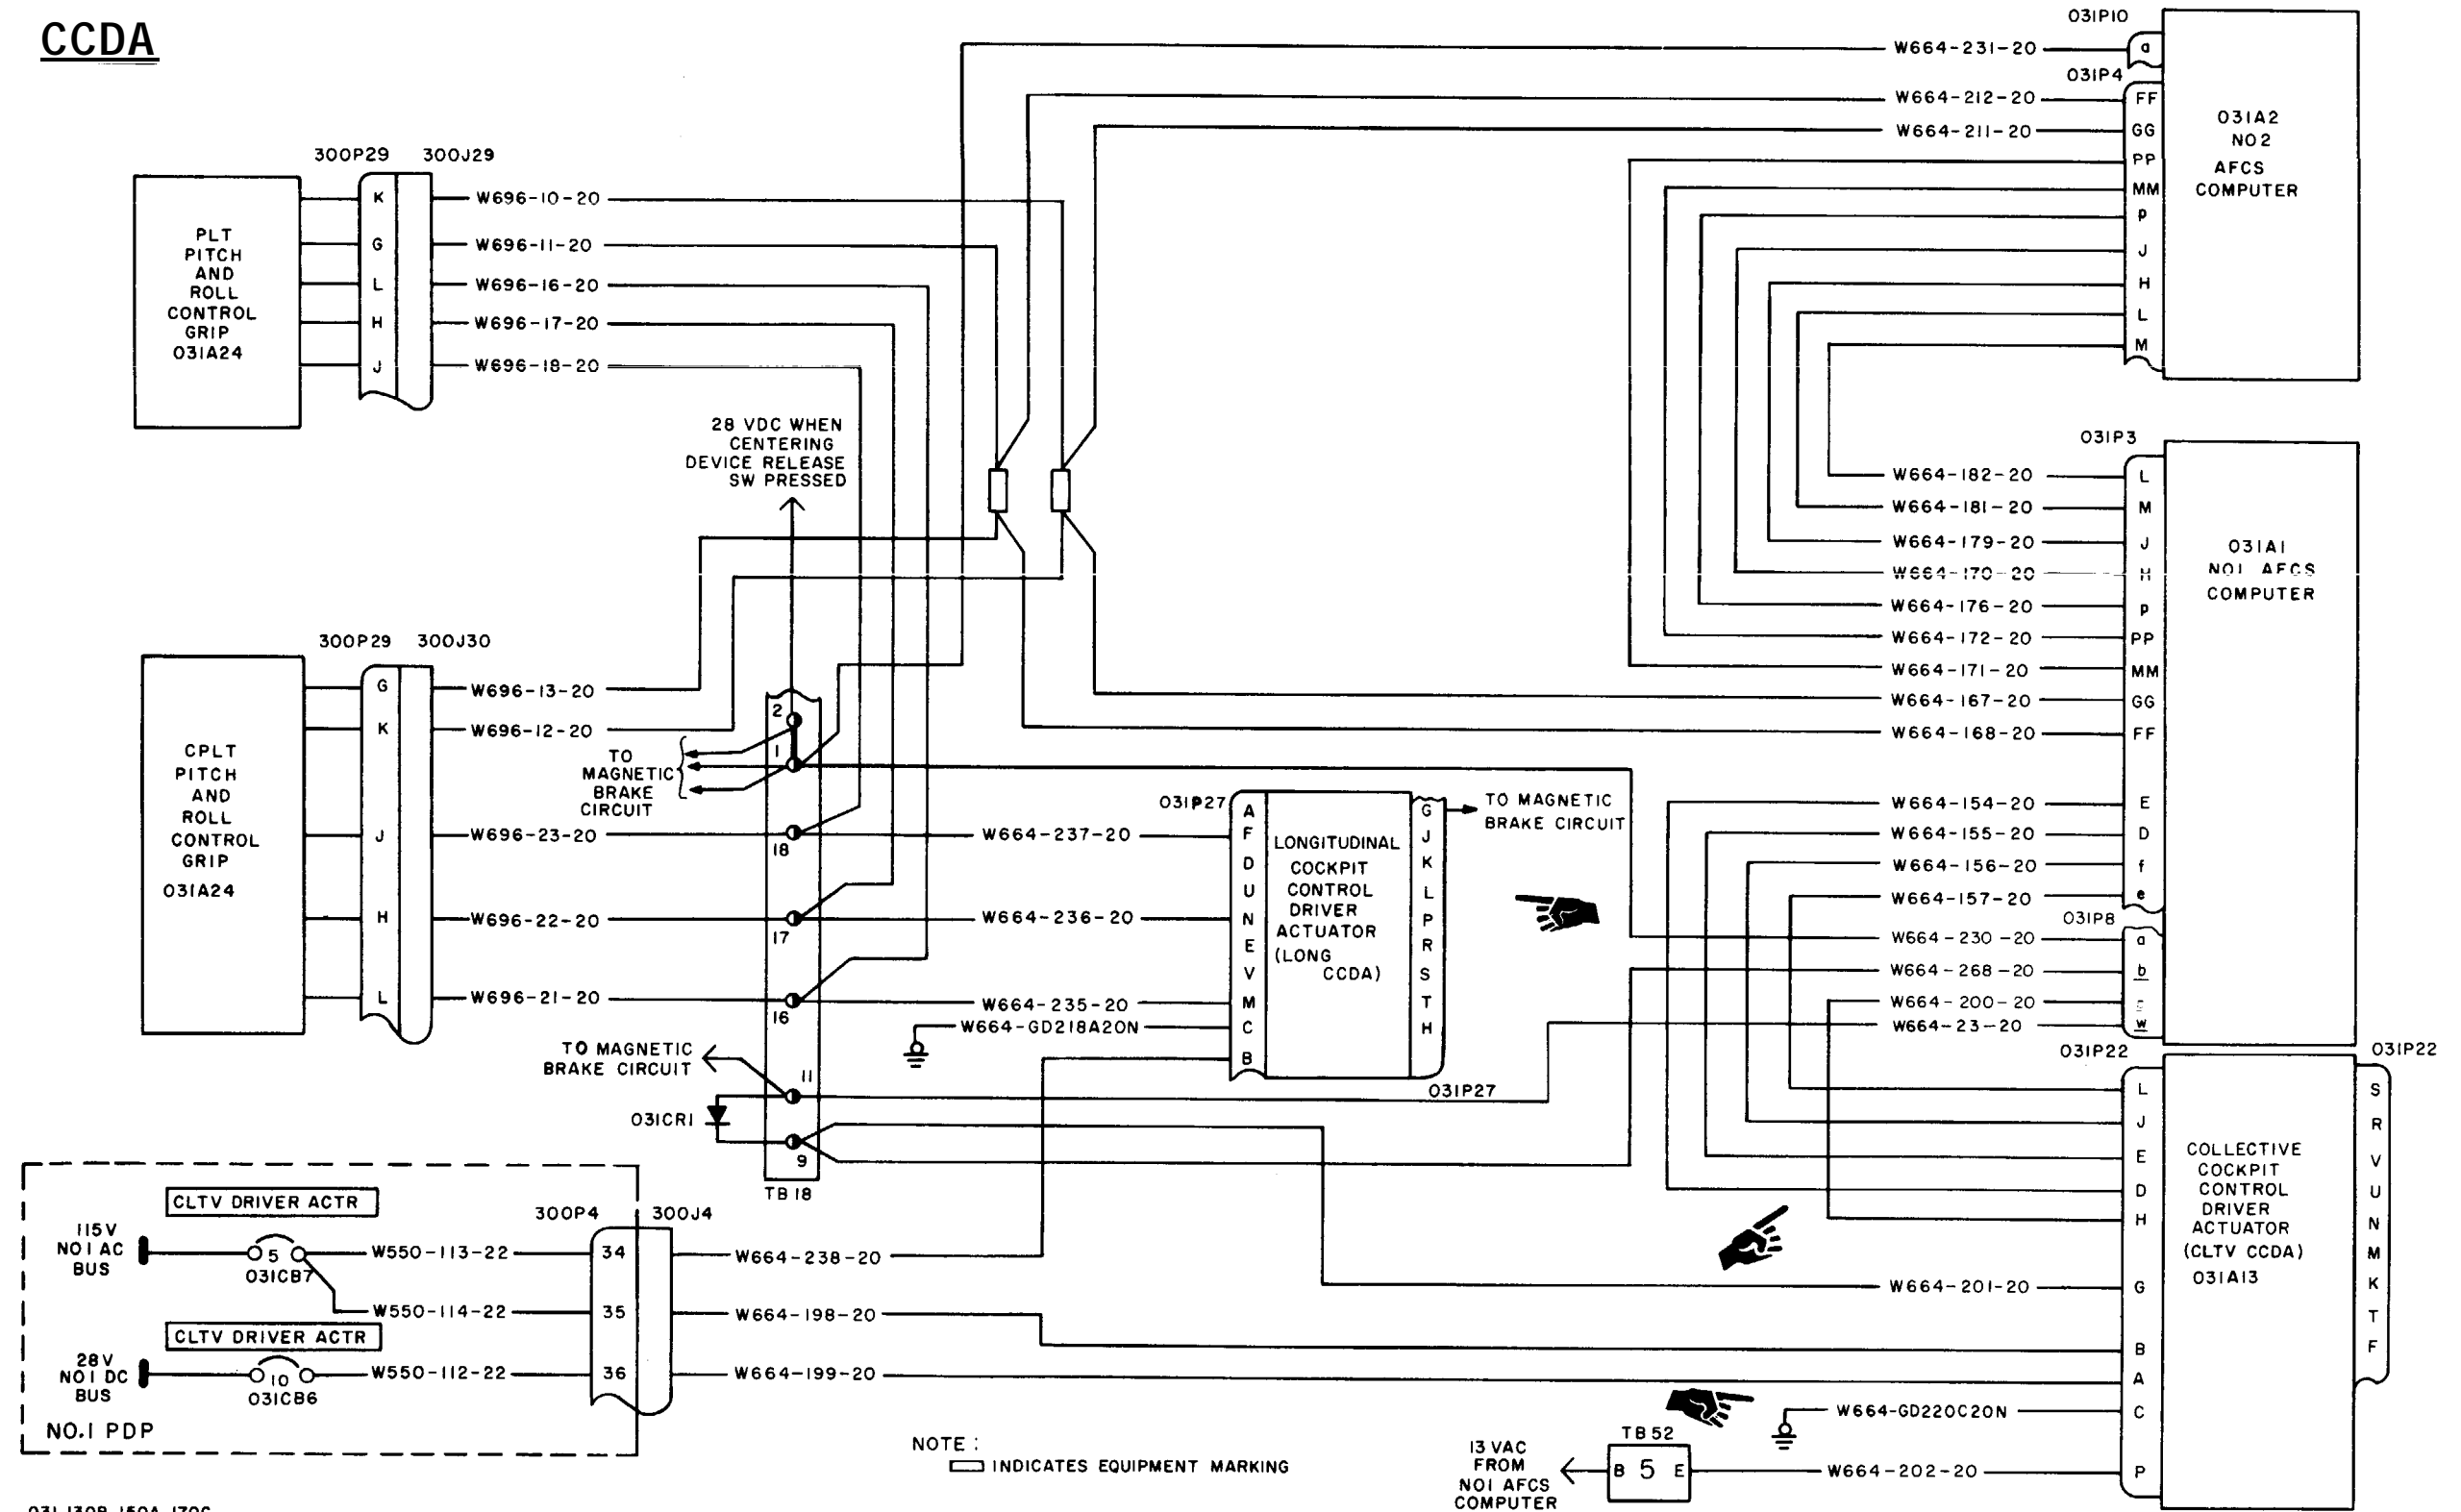 CCDA
300P29 300J29
PLT
PITCH
AND
ROLL
CONTROL
GRIP
031A24
K W696-10-20
G W696-11-20
L W696-16-20
H W696-17-20
J W696-18-20
28 VDC WHEN
CENTERING
DEVICE RELEASE
SW PRESSED
031P10
a W664-231-20
031P4
W664-212-20 FF
W664-211-20 GG
PP
MM
P
J
H
L
M
031A2
NO2
AFCS
COMPUTER
031P3
W664-182-20 L
W664-181-20 M
W664-179-20 J
W664-170-20 H
W664-176-20 P
W664-172-20 PP
W664-171-20 MM
W664-167-20 GG
W664-168-20 FF
W664-154-20 E
W664-155-20 D
W664-156-20 f
W664-157-20 e
031A1
NO1 AFCS
COMPUTER
031P8
W664-230-20 a
W664-268-20 b
W664-200-20
W664-23-20 w
300P29 300J30
CPLT
PITCH
AND
ROLL
CONTROL
GRIP
031A24
G W696-13-20
K W696-12-20
J W696-23-20
H W696-22-20
L W696-21-20
TO
MAGNETIC
BRAKE
CIRCUIT
2
1
18
17
16
11
9
TB18
W664-237-20
W664-236-20
W664-235-20
W664-GD218A20N
TO MAGNETIC
BRAKE CIRCUIT
031CR1
031P27
A
F
D
U
N
E
V
M
C
B
LONGITUDINAL
COCKPIT
CONTROL
DRIVER
ACTUATOR
(LONG
CCDA)
G
J
K
L
P
R
S
T
H
031P27
TO MAGNETIC
BRAKE CIRCUIT
031P22 031P22
L
J
E
D
H
W664-201-20 G
B
A
W664-GD220C20N C
W664-202-20 P
COLLECTIVE
COCKPIT
CONTROL
DRIVER
ACTUATOR
(CLTV CCDA)
031A13
S
R
V
U
N
M
K
T
F
CLTV DRIVER ACTR
115V
NO1 AC
BUS
5
031CB7
W550-113-22
W550-114-22
CLTV DRIVER ACTR
28V
NO1 DC
BUS
10
031CB6
W550-112-22
NO.1 PDP
300P4 300J4
34 W664-238-20
35 W664-198-20
36 W664-199-20
NOTE :
INDICATES EQUIPMENT MARKING
13 VAC
FROM
NO1 AFCS
COMPUTER
TB52
B 5 E